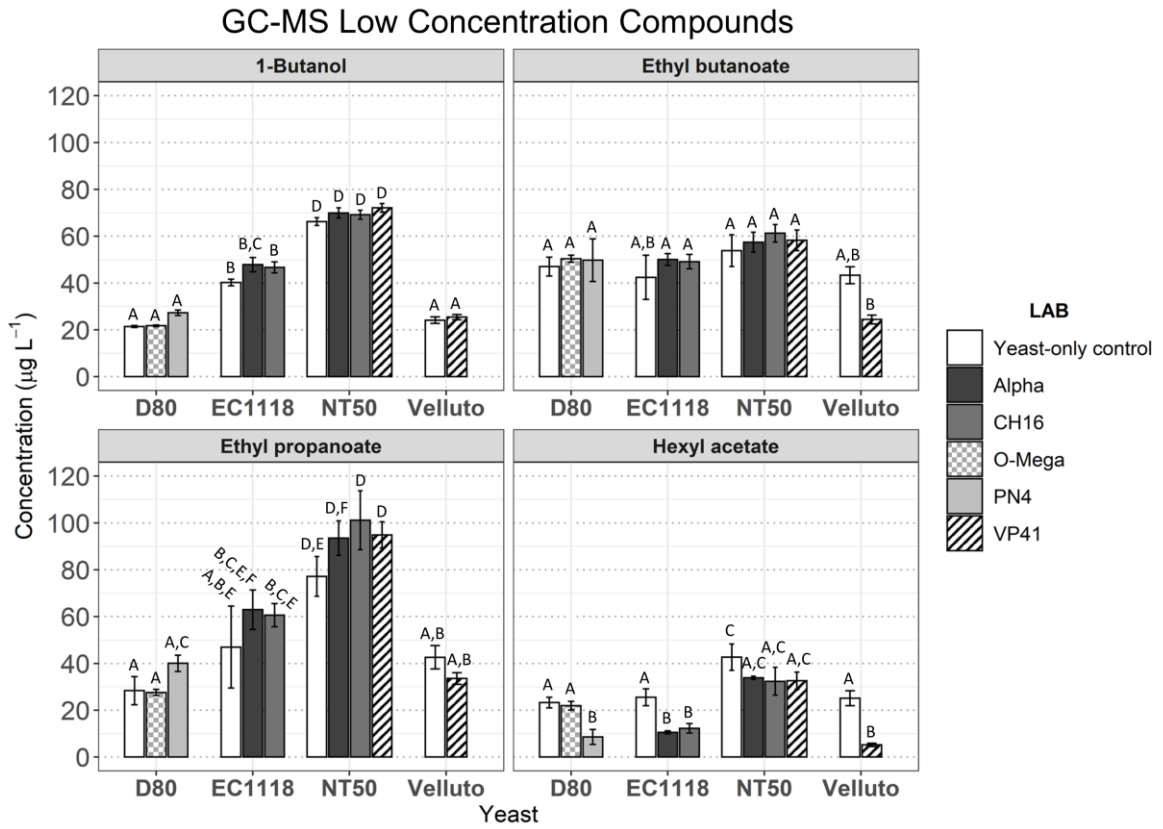 GC-MS Low Concentration Compounds
1-Butanol
Ethyl butanoate
120
100
80
60
40
20
0
A A A
B B,C B
D D D D
A A
A A A
A,B A A
A A A A
A,B B
D80 EC1118 NT50 Velluto
D80 EC1118 NT50 Velluto
Ethyl propanoate
Hexyl acetate
120
100
80
60
40
20
0
A A A,C
A,B,E B,C,E,F B,C,E
D,E D,F D D
A,B A,B
A A B
A B B
C A,C A,C A,C
A B
D80 EC1118 NT50 Velluto
D80 EC1118 NT50 Velluto
Concentration (µg L⁻¹)
Yeast
LAB
Yeast-only control
Alpha
CH16
O-Mega
PN4
VP41